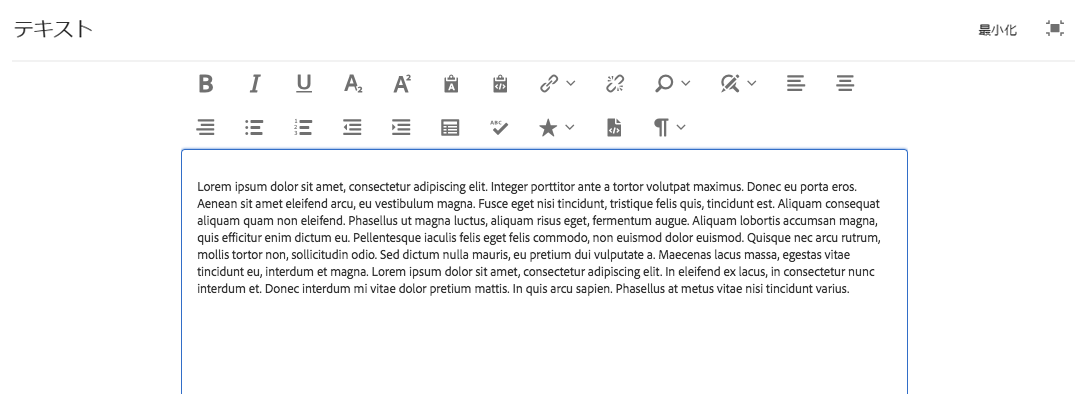 テキスト
最小化
Lorem ipsum dolor sit amet, consectetur adipiscing elit. Integer porttitor ante a tortor volutpat maximus. Donec eu porta eros.
Aenean sit amet eleifend arcu, eu vestibulum magna. Fusce eget nisi tincidunt, tristique felis quis, tincidunt est. Aliquam consequat
aliquam quam non eleifend. Phasellus ut magna luctus, aliquam risus eget, fermentum augue. Aliquam lobortis accumsan magna,
quis efficitur enim dictum eu. Pellentesque iaculis felis eget felis commodo, non euismod dolor euismod. Quisque nec arcu rutrum,
mollis tortor non, sollicitudin odio. Sed dictum nulla mauris, eu pretium dui vulputate a. Maecenas lacus massa, egestas vitae
tincidunt eu, interdum et magna. Lorem ipsum dolor sit amet, consectetur adipiscing elit. In eleifend ex lacus, in consectetur nunc
interdum et. Donec interdum mi vitae dolor pretium mattis. In quis arcu sapien. Phasellus at metus vitae nisi tincidunt varius.